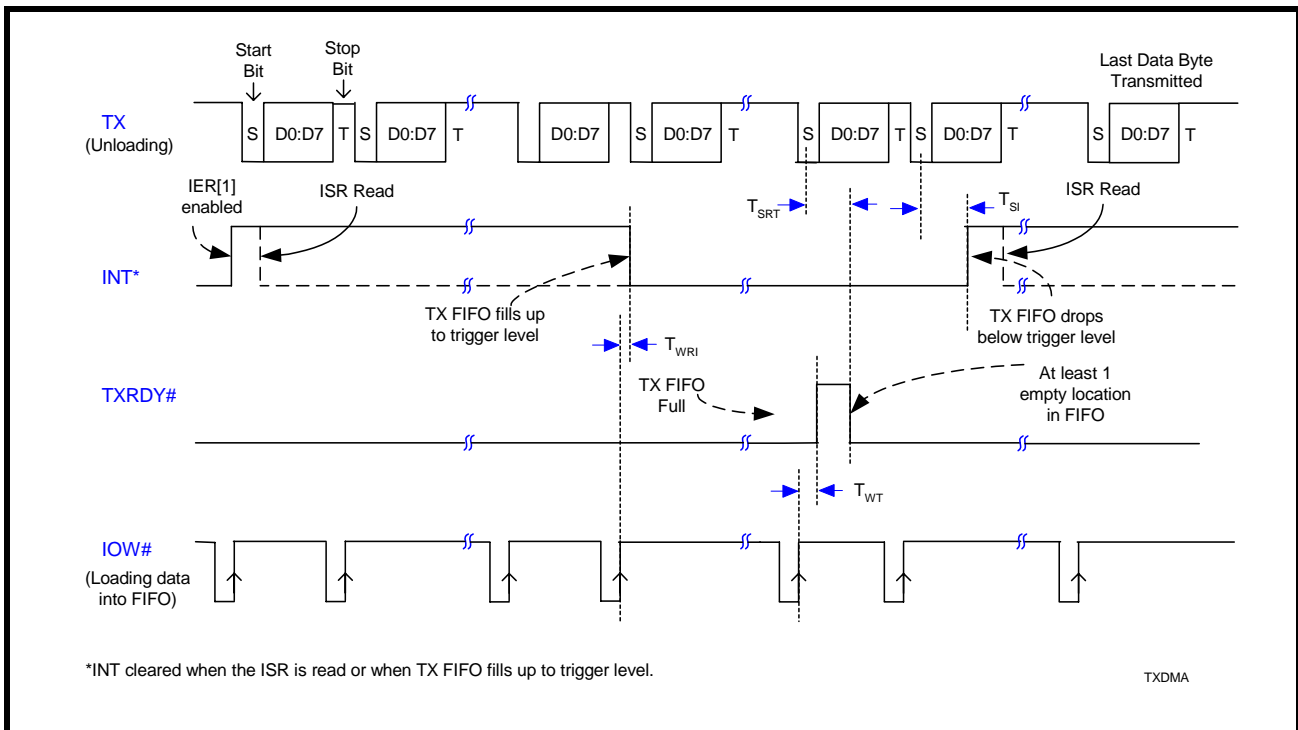 Start
Bit
Stop
Bit
Last Data Byte
Transmitted
TX
(Unloading)
S D0:D7 T S D0:D7 T D0:D7 S D0:D7 T S D0:D7 T S D0:D7 T S D0:D7 T
IER[1]
enabled
ISR Read
TSRT
TSI
ISR Read
INT*
TX FIFO fills up
to trigger level
TX FIFO drops
below trigger level
TWRI
TXRDY#
TX FIFO
Full
At least 1
empty location
in FIFO
TWT
IOW#
(Loading data
into FIFO)
*INT cleared when the ISR is read or when TX FIFO fills up to trigger level.
TXDMA